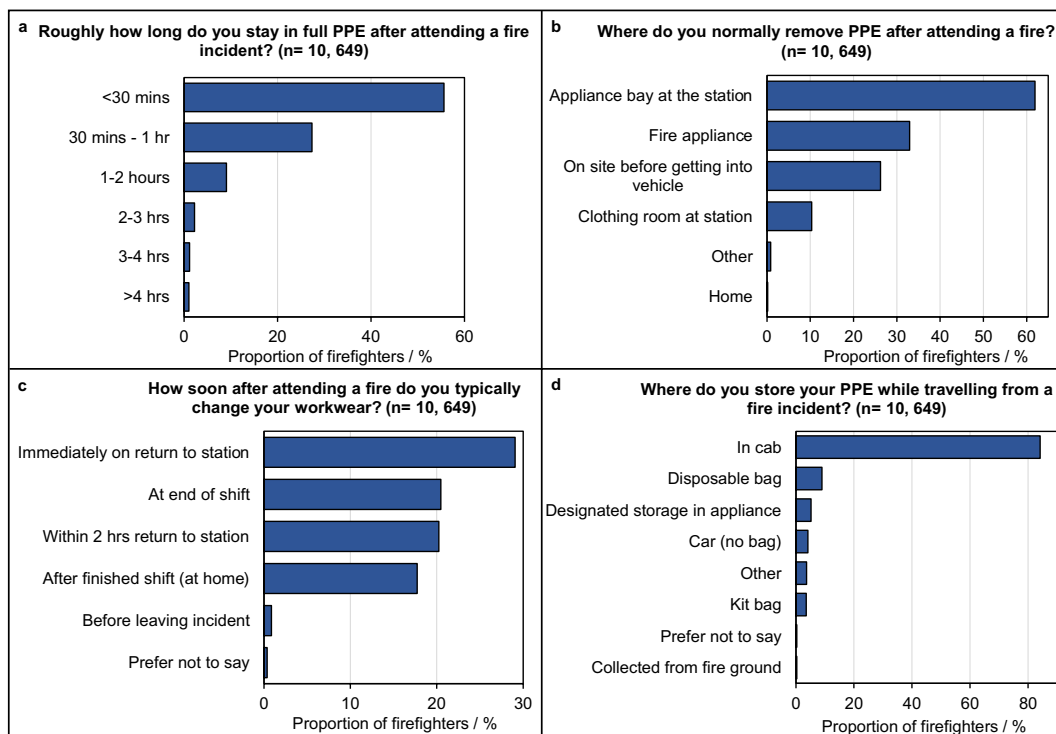 a Roughly how long do you stay in full PPE after attending a fire
incident? (n= 10, 649)
<30 mins
30 mins - 1 hr
1-2 hours
2-3 hrs
3-4 hrs
>4 hrs
0 20 40 60
Proportion of firefighters / %
b Where do you normally remove PPE after attending a fire?
(n= 10, 649)
Appliance bay at the station
Fire appliance
On site before getting into
vehicle
Clothing room at station
Other
Home
0 10 20 30 40 50 60
Proportion of firefighters / %
c How soon after attending a fire do you typically
change your workwear? (n= 10, 649)
Immediately on return to station
At end of shift
Within 2 hrs return to station
After finished shift (at home)
Before leaving incident
Prefer not to say
0 10 20 30
Proportion of firefighters / %
d Where do you store your PPE while travelling from a
fire incident? (n= 10, 649)
In cab
Disposable bag
Designated storage in appliance
Car (no bag)
Other
Kit bag
Prefer not to say
Collected from fire ground
0 20 40 60 80
Proportion of firefighters / %